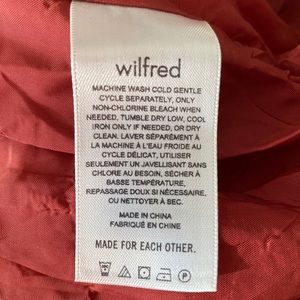 wilfred
MACHINE WASH COLD GENTLE
CYCLE SEPARATELY, ONLY
NON-CHLORINE BLEACH WHEN
NEEDED, TUMBLE DRY LOW, COOL
IRON ONLY IF NEEDED, OR DRY
CLEAN. LAVER SÉPARÉMENT À
LA MACHINE À L'EAU FROIDE AU
CYCLE DÉLICAT, UTILISER
SEULEMENT UN JAVELLISANT SANS
CHLORE AU BESOIN, SÉCHER À
BASSE TEMPÉRATURE,
REPASSAGE DOUX SI NÉCESSAIRE,
OU NETTOYER À SEC.
MADE IN CHINA
FABRIQUÉ EN CHINE
MADE FOR EACH OTHER.
P